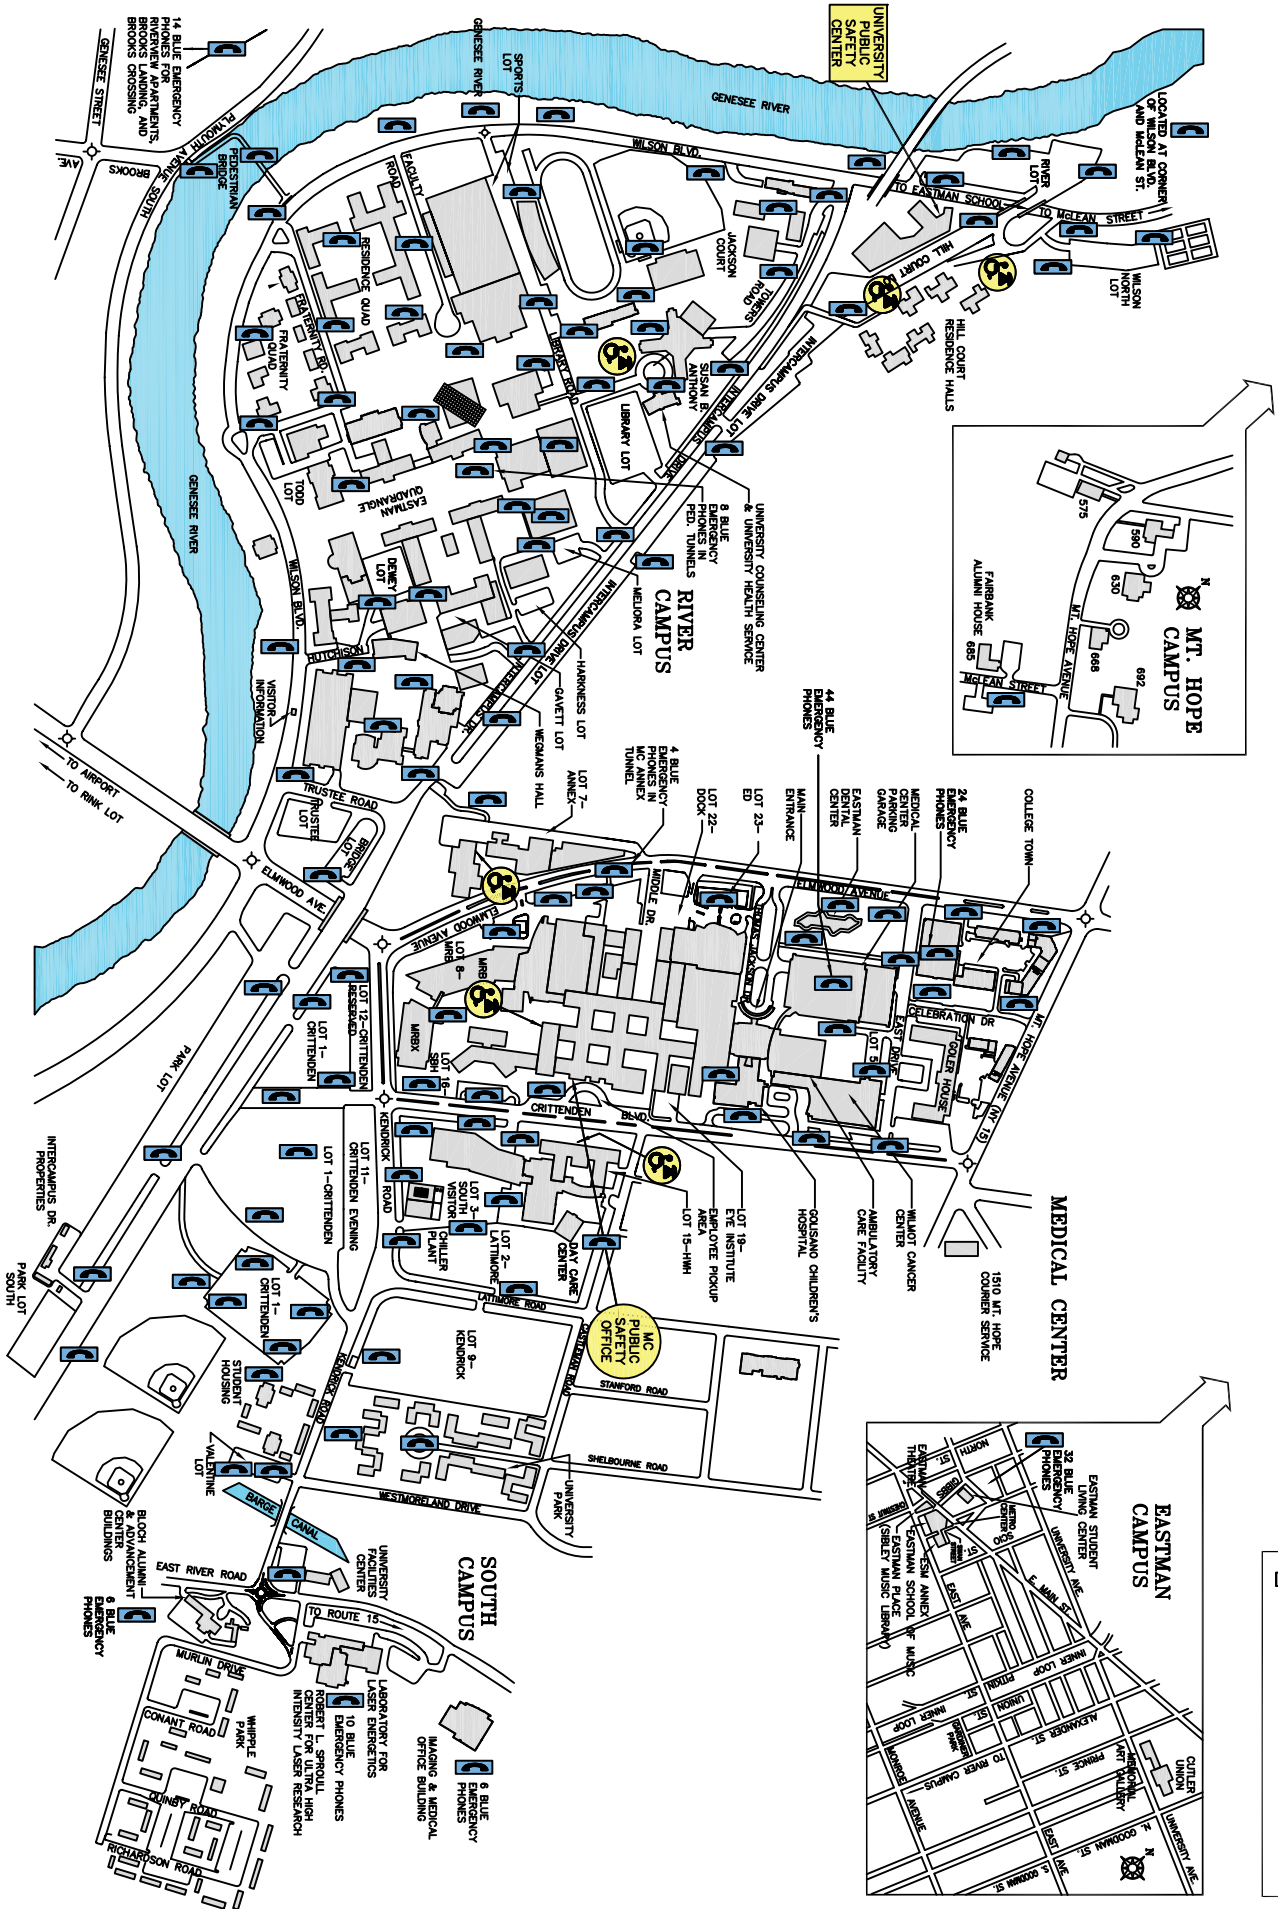 14 BLUE EMERGENCY
PHONES FOR
RIVERVIEW APARTMENTS,
BROOKS LANDING, AND
BROOKS CROSSING
GENESEE STREET
PLYMOUTH AVENUE SOUTH
BROOKS
AVE.
PEDESTRIAN
BRIDGE
GENESEE RIVER
SPORTS
LOT
GENESEE RIVER
UNIVERSITY
PUBLIC
SAFETY
CENTER
LOCATED AT CORNER
OF WILSON BLVD.
AND McLEAN ST.
WILSON BLVD.
RIVER
LOT
TO EASTMAN SCHOOL
TO McLEAN STREET
WILSON
NORTH
LOT
HILL COURT
HILL COURT
RESIDENCE HALLS
FACULTY
ROAD
RESIDENCE QUAD
JACKSON
COURT
TOWERS
ROAD
FRATERNITY RD.
FRATERNITY
QUAD
LIBRARY ROAD
SUSAN B.
ANTHONY
INTERCAMPUS DRIVE LOT
INTERCAMPUS DRIVE
LIBRARY LOT
TODD
LOT
EASTMAN
QUADRANGLE
GENESEE RIVER
8 BLUE
EMERGENCY
PHONES IN
PED. TUNNELS
UNIVERSITY COUNSELING CENTER
& UNIVERSITY HEALTH SERVICE
DEWEY
LOT
WILSON BLVD.
HUTCHISON
RIVER
CAMPUS
MELIORA LOT
HARKNESS LOT
GAVETT LOT
WEGMANS HALL
INTERCAMPUS DRIVE LOT
INTERCAMPUS DR.
VISITOR
INFORMATION
TO AIRPORT
TO RINK LOT
TRUSTEE ROAD
TRUSTEE
LOT
BRIDGE
LOT
ELMWOOD AVE.
N
MT. HOPE
CAMPUS
575
590
630
668
692
685
FAIRBANK
ALUMNI HOUSE
MT. HOPE AVENUE
McLEAN STREET
LOT 7-
ANNEX
4 BLUE
EMERGENCY
PHONES IN
MC ANNEX
TUNNEL
LOT 22-
DOCK
LOT 23-
ED
MAIN
ENTRANCE
44 BLUE
EMERGENCY
PHONES
EASTMAN
DENTAL
CENTER
MEDICAL
CENTER
PARKING
GARAGE
24 BLUE
EMERGENCY
PHONES
COLLEGE TOWN
ELMWOOD AVENUE
ELMWOOD AVENUE
MIDDLE DR.
CELEBRATION DR
MT. HOPE AVENUE (NY 15)
GOLER HOUSE
EAST DRIVE
LOT 5
LOT 8-
MRB
MRBX
LOT 16-
SBH
LOT 12-CRITTENDEN
RESERVED
LOT 1-
CRITTENDEN
PARK LOT
CRITTENDEN BLVD.
KENDRICK
ROAD
LOT 11-
CRITTENDEN EVENING
LOT 1-CRITTENDEN
LOT 3-
SOUTH
VISITOR
CHILLER
PLANT
LOT 2-
LATTIMORE
DAY CARE
CENTER
LOT 15-HWH
EMPLOYEE PICKUP
AREA
LOT 19-
EYE INSTITUTE
GOLISANO CHILDREN'S
HOSPITAL
AMBULATORY
CARE FACILITY
WILMOT CANCER
CENTER
1510 MT. HOPE
COURIER SERVICE
MEDICAL CENTER
INTERCAMPUS DR.
PROPERTIES
PARK LOT
SOUTH
LOT 1-
CRITTENDEN
LATTIMORE ROAD
MC
PUBLIC
SAFETY
OFFICE
LOT 9-
KENDRICK
CASTLEMAN ROAD
STANFORD ROAD
SHELBOURNE ROAD
STUDENT
HOUSING
KENDRICK ROAD
VALENTINE
LOT
WESTMORELAND DRIVE
UNIVERSITY
PARK
BARGE
CANAL
BLOCH ALUMNI
& ADVANCEMENT
CENTER
BUILDINGS
EAST RIVER ROAD
6 BLUE
EMERGENCY
PHONES
UNIVERSITY
FACILITIES
CENTER
SOUTH
CAMPUS
TO ROUTE 15
MURLIN DRIVE
CONANT ROAD
WHIPPLE
PARK
QUINBY ROAD
RICHARDSON ROAD
LABORATORY FOR
LASER ENERGETICS
10 BLUE
EMERGENCY PHONES
ROBERT L. SPROULL
CENTER FOR ULTRA HIGH
INTENSITY LASER RESEARCH
IMAGING & MEDICAL
OFFICE BUILDING
6 BLUE
EMERGENCY
PHONES
EASTMAN
CAMPUS
32 BLUE
EMERGENCY
PHONES
EASTMAN STUDENT
LIVING CENTER
NORTH
ST.
GIBBS
EASTMAN
THEATRE
METRO
CENTER
CHESTNUT ST
UNIVERSITY AVE.
E. MAIN ST
EAST AVE
ESM ANNEX
EASTMAN SCHOOL OF MUSIC
EASTMAN PLACE
(SIBLEY MUSIC LIBRARY)
INNER LOOP
PITKIN ST.
UNION ST.
INNER LOOP
GARDINER
PARK
ALEXANDER ST.
TO RIVER CAMPUS
MONROE AVENUE
PRINCE ST.
MEMORIAL
ART GALLERY
CUTLER
UNION
N. GOODMAN ST.
S. GOODMAN ST.
EAST AVE.
UNIVERSITY AVE.
N